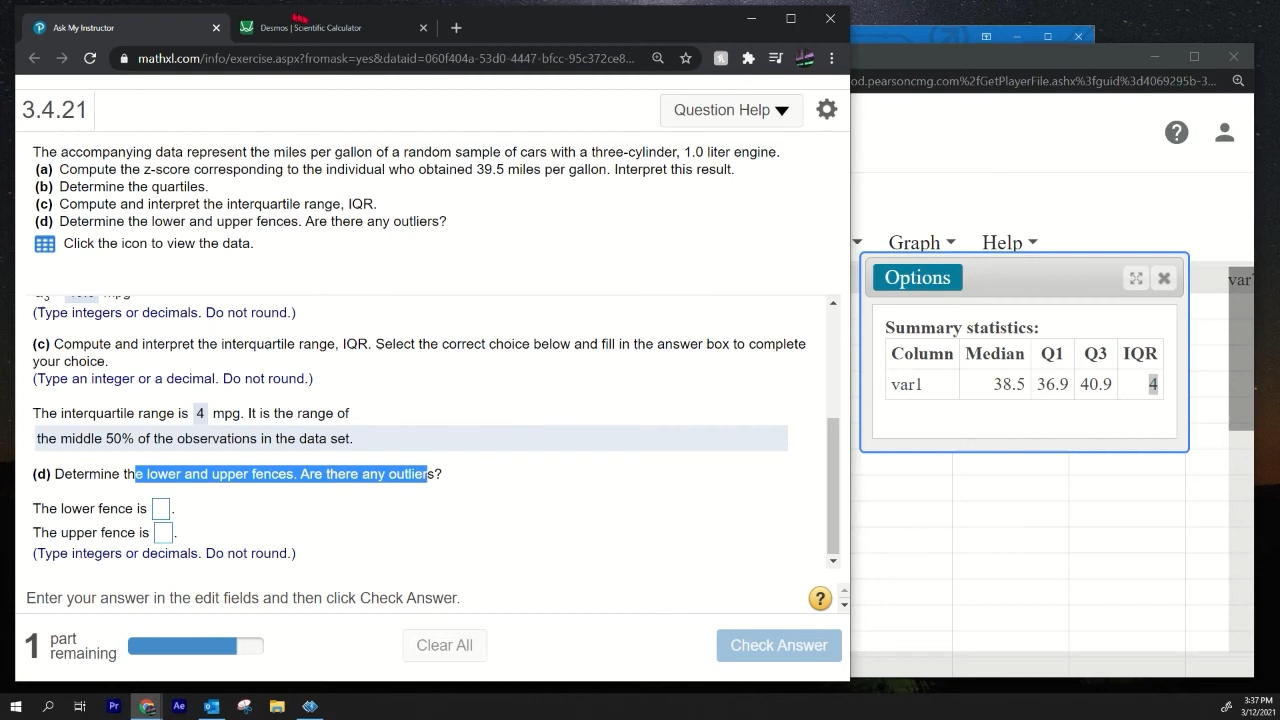 Ask My Instructor
Desmos | Scientific Calculator
mathxl.com/info/exercise.aspx?fromask=yes&dataid=060f404a-53d0-4447-bfcc-95c372ce8...
od.pearsoncmg.com%2fGetPlayerFile.ashx%3fguid%3d4069295b-3...
3.4.21
Question Help
The accompanying data represent the miles per gallon of a random sample of cars with a three-cylinder, 1.0 liter engine.
(a) Compute the z-score corresponding to the individual who obtained 39.5 miles per gallon. Interpret this result.
(b) Determine the quartiles.
(c) Compute and interpret the interquartile range, IQR.
(d) Determine the lower and upper fences. Are there any outliers?
Click the icon to view the data.
(Type integers or decimals. Do not round.)
(c) Compute and interpret the interquartile range, IQR. Select the correct choice below and fill in the answer box to complete
your choice.
(Type an integer or a decimal. Do not round.)
The interquartile range is 4 mpg. It is the range of
the middle 50% of the observations in the data set.
(d) Determine the lower and upper fences. Are there any outliers?
The lower fence is .
The upper fence is .
(Type integers or decimals. Do not round.)
Enter your answer in the edit fields and then click Check Answer.
?
1 part
remaining
Clear All
Check Answer
Graph Help
var
Options
Summary statistics:
Column Median Q1 Q3 IQR
var1 38.5 36.9 40.9 4
Pr
Ae
3:37 PM
3/12/2021